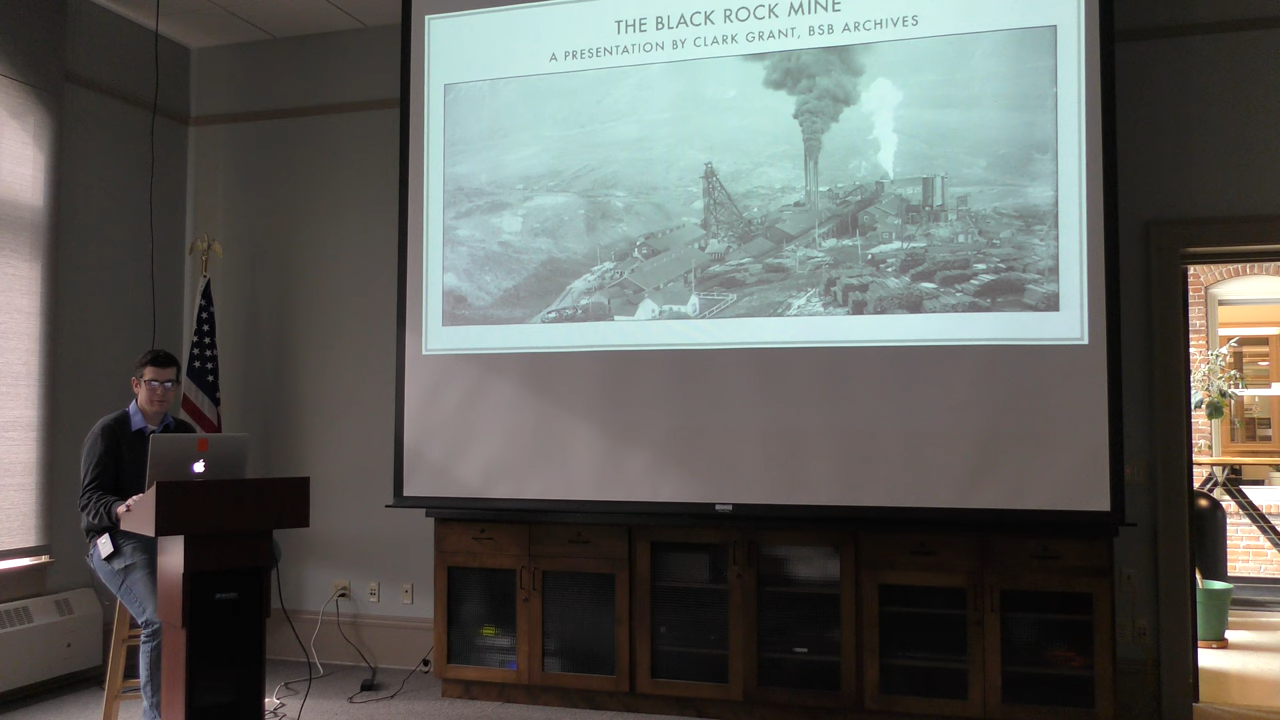 THE BLACK ROCK MINE
A PRESENTATION BY CLARK GRANT, BSB ARCHIVES